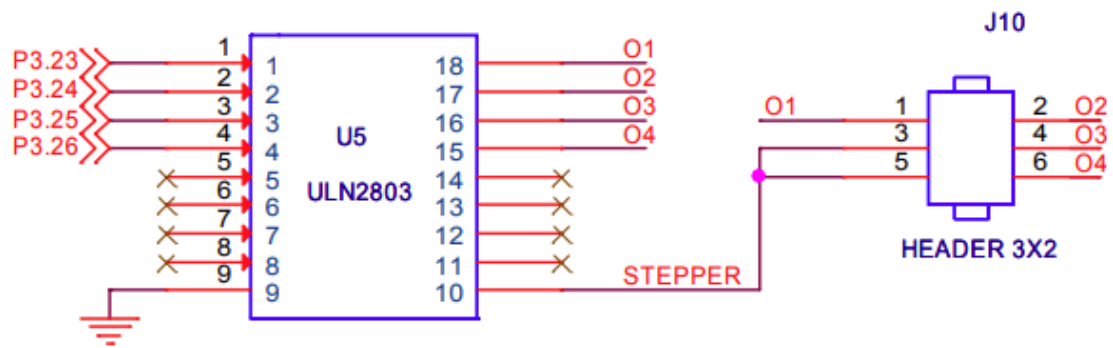 J10
P3.23 1 1 18 O1
P3.24 2 2 17 O2
P3.25 3 3 16 O3
P3.26 4 4 15 O4
5 5 14
6 6 13
7 7 12
8 8 11
9 9 10 STEPPER
U5
ULN2803
O1 1 2 O2
3 4 O3
5 6 O4
HEADER 3X2